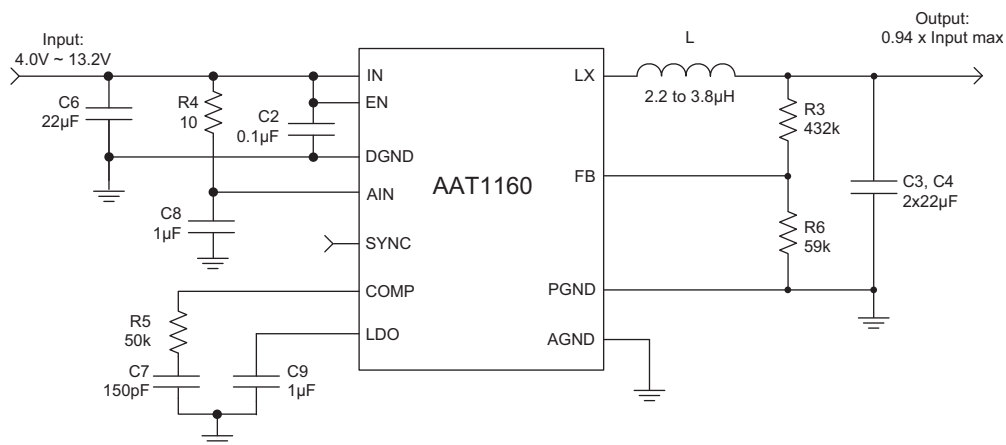 Input:
4.0V ~ 13.2V
Output:
0.94 x Input max
L
2.2 to 3.8µH
IN
LX
EN
C6
22µF
R4
10
C2
0.1µF
R3
432k
DGND
AIN
AAT1160
FB
C3, C4
2x22µF
C8
1µF
R6
59k
SYNC
COMP
PGND
R5
50k
LDO
AGND
C7
150pF
C9
1µF